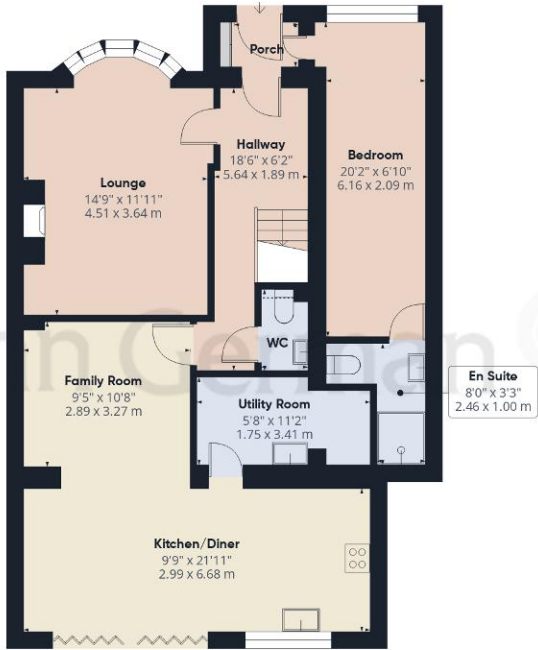 Porch
Hallway
18'6" x 6'2"
5.64 x 1.89 m
Bedroom
20'2" x 6'10"
6.16 x 2.09 m
Lounge
14'9" x 11'11"
4.51 x 3.64 m
WC
Family Room
9'5" x 10'8"
2.89 x 3.27 m
En Suite
8'0" x 3'3"
2.46 x 1.00 m
Utility Room
5'8" x 11'2"
1.75 x 3.41 m
Kitchen/Diner
9'9" x 21'11"
2.99 x 6.68 m
German